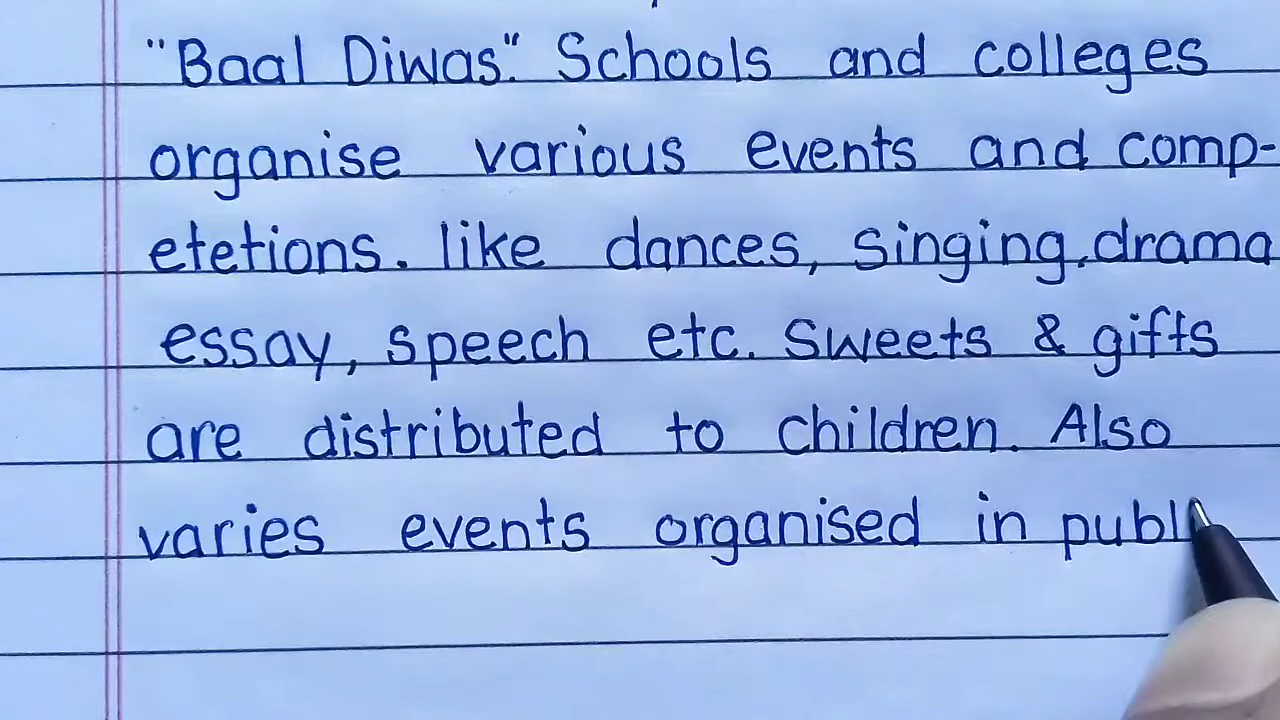 "Baal Diwas". Schools and colleges
organise various events and comp-
etetions. like dances, singing, drama
essay, speech etc. Sweets & gifts
are distributed to children. Also
varies events organised in publ